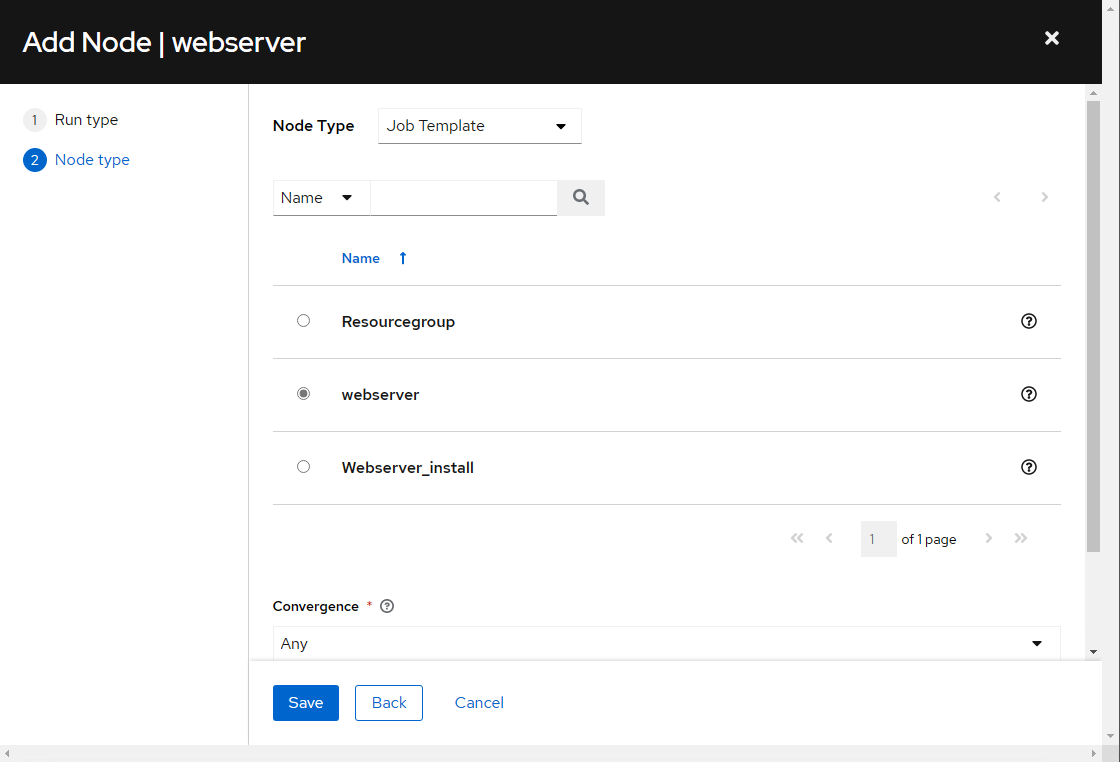 Add Node | webserver
1 Run type
2 Node type
Node Type Job Template
Name
Name
Resourcegroup
webserver
Webserver_install
1 of 1 page
Convergence *
Any
Save Back Cancel